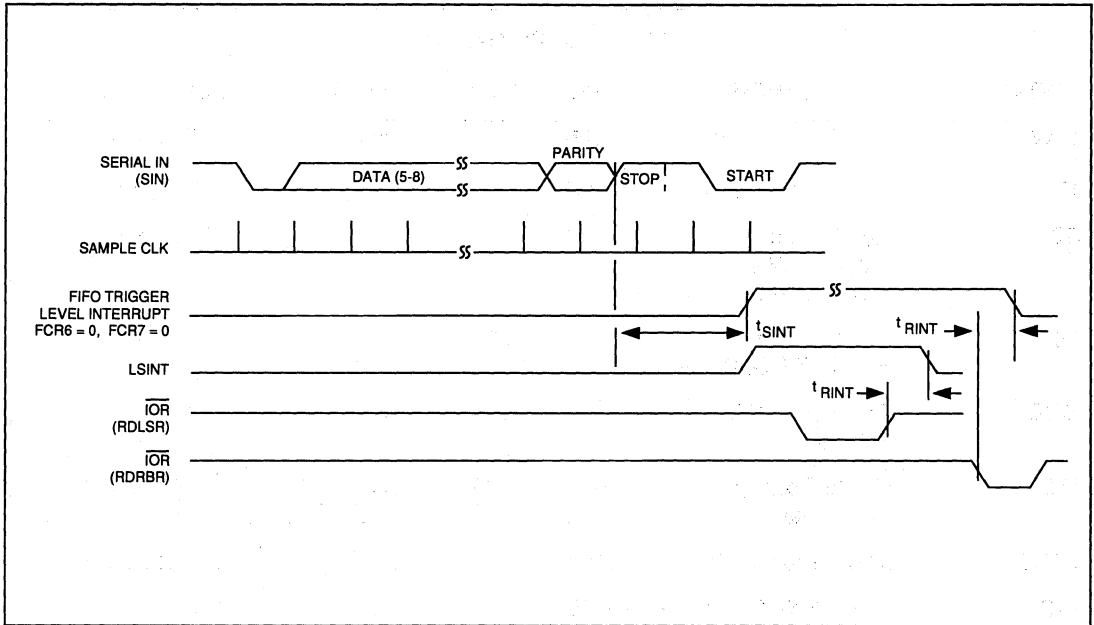 SERIAL IN
(SIN)
DATA (5-8)
PARITY
STOP
START
SAMPLE CLK
FIFO TRIGGER
LEVEL INTERRUPT
FCR6 = 0, FCR7 = 0
tSINT
tRINT
LSINT
tRINT
IOR
(RDLSR)
IOR
(RDRBR)